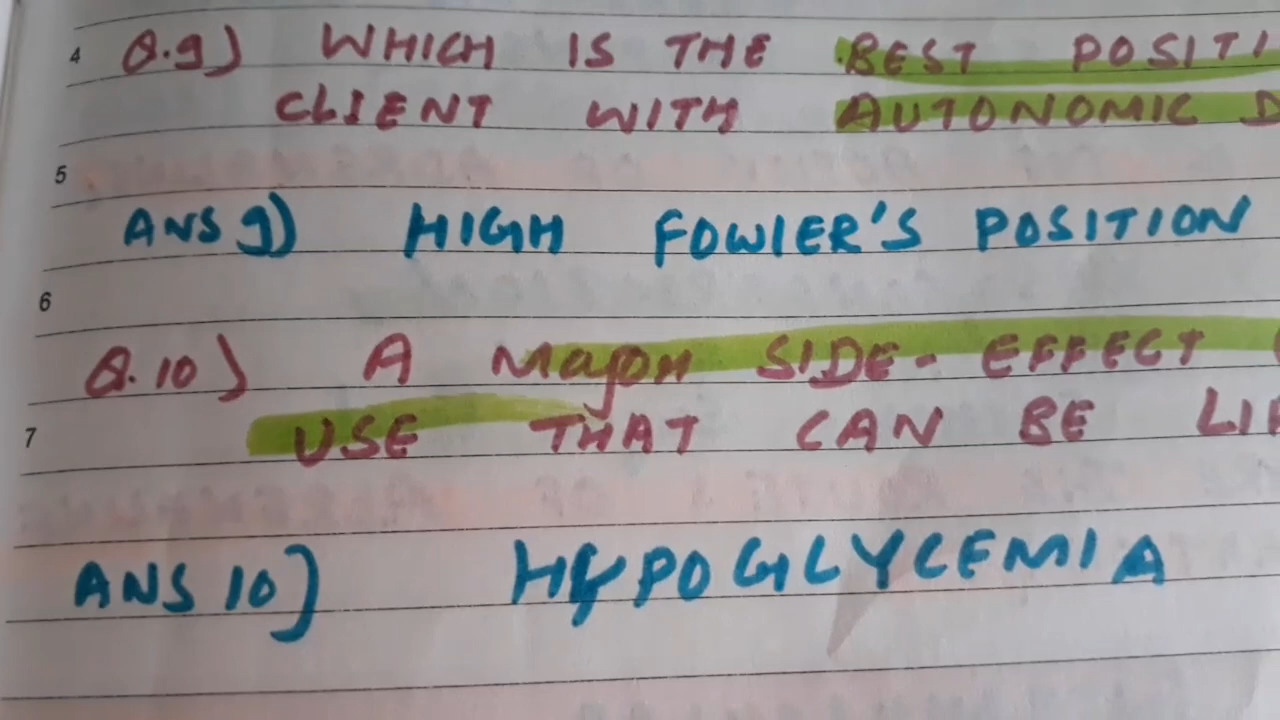 4 Q.9) WHICH IS THE BEST POSITI
CLIENT WITH AUTONOMIC D
5
ANS 9) HIGH FOWLER'S POSITION
6
Q.10) A MajOR SIDE-EFFECT
7 USE THAT CAN BE
ANS 10) HYPOGLYCEMIA